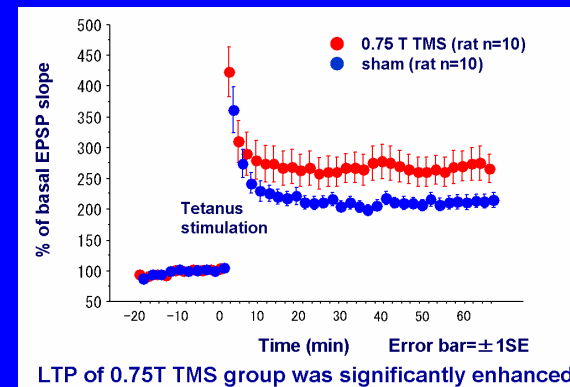 500
450
400
350
300
250
200
150
100
50
% of basal EPSP slope
0.75 T TMS (rat n=10)
sham (rat n=10)
Tetanus
stimulation
−20 −10 0 10 20 30 40 50 60
Time (min) Error bar=±1SE
LTP of 0.75T TMS group was significantly enhanced